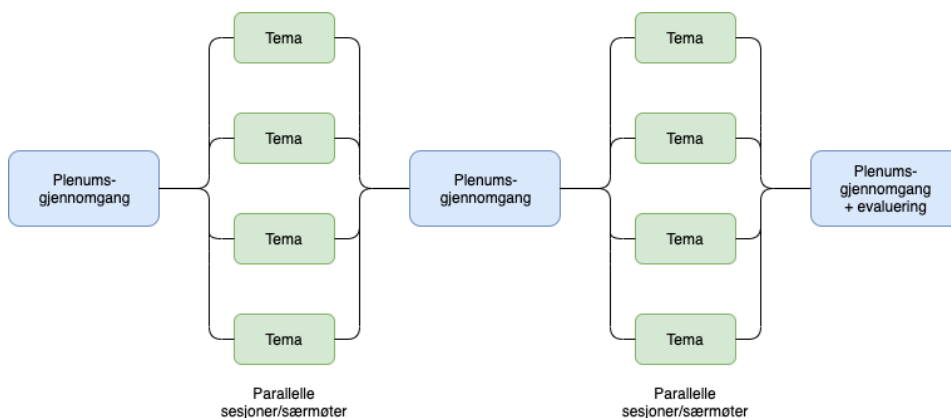 Plenums-
gjennomgang
Tema
Tema
Tema
Tema
Parallelle
sesjoner/særmøter
Plenums-
gjennomgang
Tema
Tema
Tema
Tema
Parallelle
sesjoner/særmøter
Plenums-
gjennomgang
+ evaluering